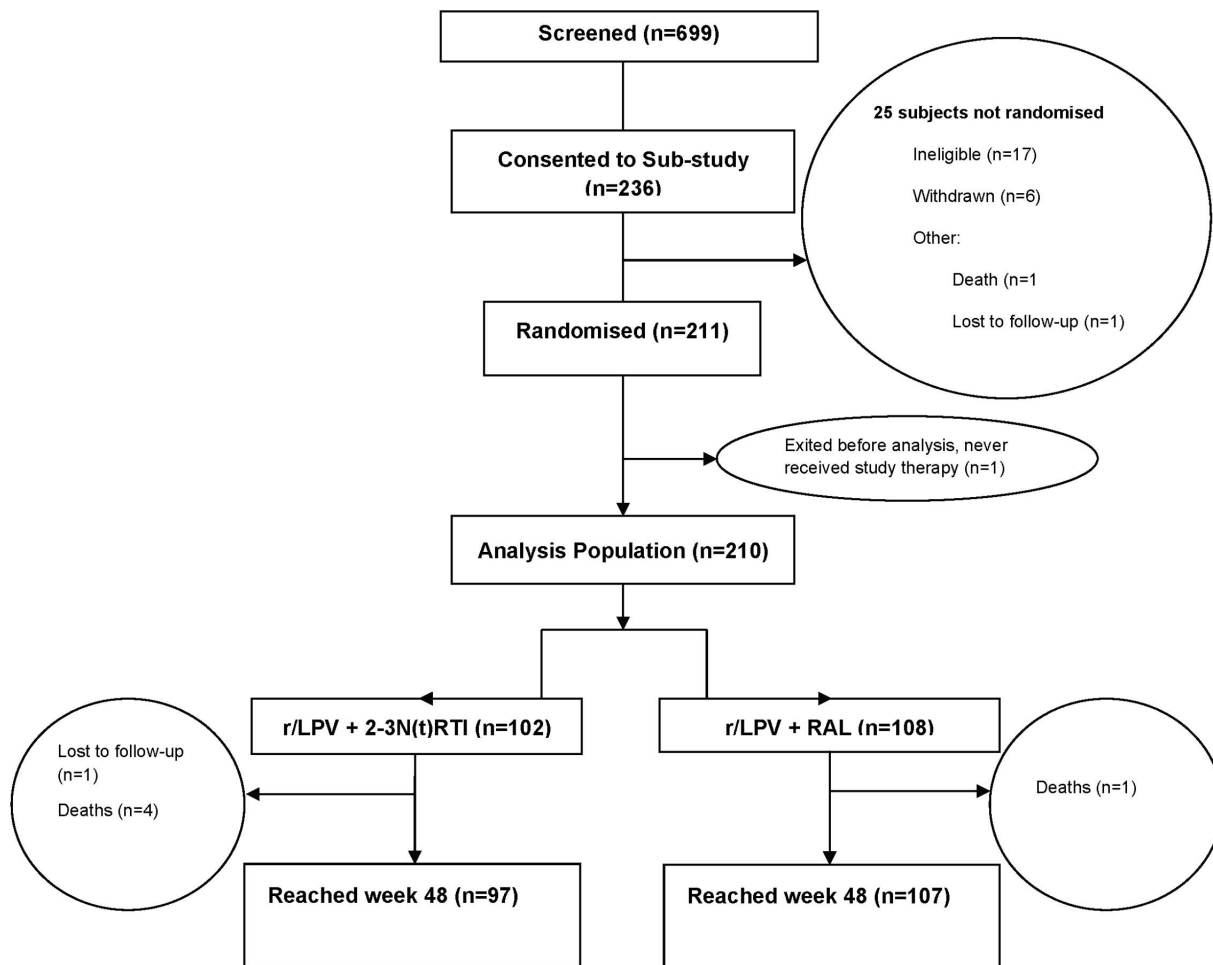 Screened (n=699)
25 subjects not randomised
Ineligible (n=17)
Withdrawn (n=6)
Other:
Death (n=1
Lost to follow-up (n=1)
Consented to Sub-study
(n=236)
Randomised (n=211)
Exited before analysis, never
received study therapy (n=1)
Analysis Population (n=210)
r/LPV + 2-3N(t)RTI (n=102)
r/LPV + RAL (n=108)
Lost to follow-up
(n=1)
Deaths (n=4)
Deaths (n=1)
Reached week 48 (n=97)
Reached week 48 (n=107)